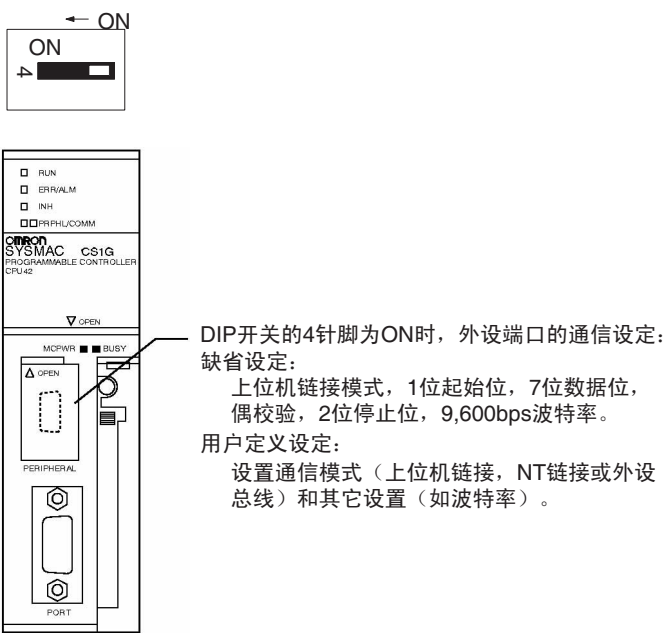 ← ON
ON
4
RUN
ERR/ALM
INH
PRPHL/COMM
OMRON
SYSMAC CS1G
PROGRAMMABLE CONTROLLER
CPU42
OPEN
MCPWR BUSY
OPEN
PERIPHERAL
PORT
DIP开关的4针脚为ON时，外设端口的通信设定：
缺省设定：
上位机链接模式，1位起始位，7位数据位，
偶校验，2位停止位，9,600bps波特率。
用户定义设定：
设置通信模式（上位机链接，NT链接或外设
总线）和其它设置（如波特率）。